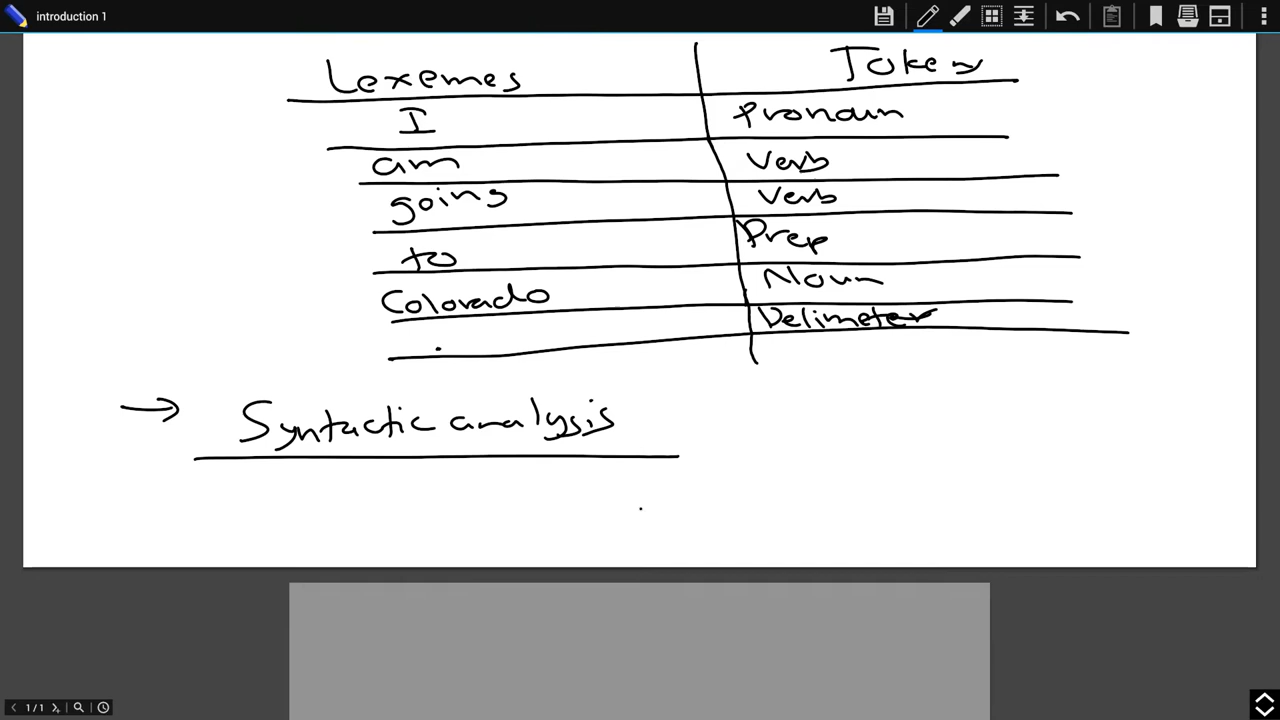 introduction 1
Lexemes Token
I Pronoun
am Verb
going Verb
to Prep
Colorado Noun
. Delimeter
→ Syntactic analysis
1/1